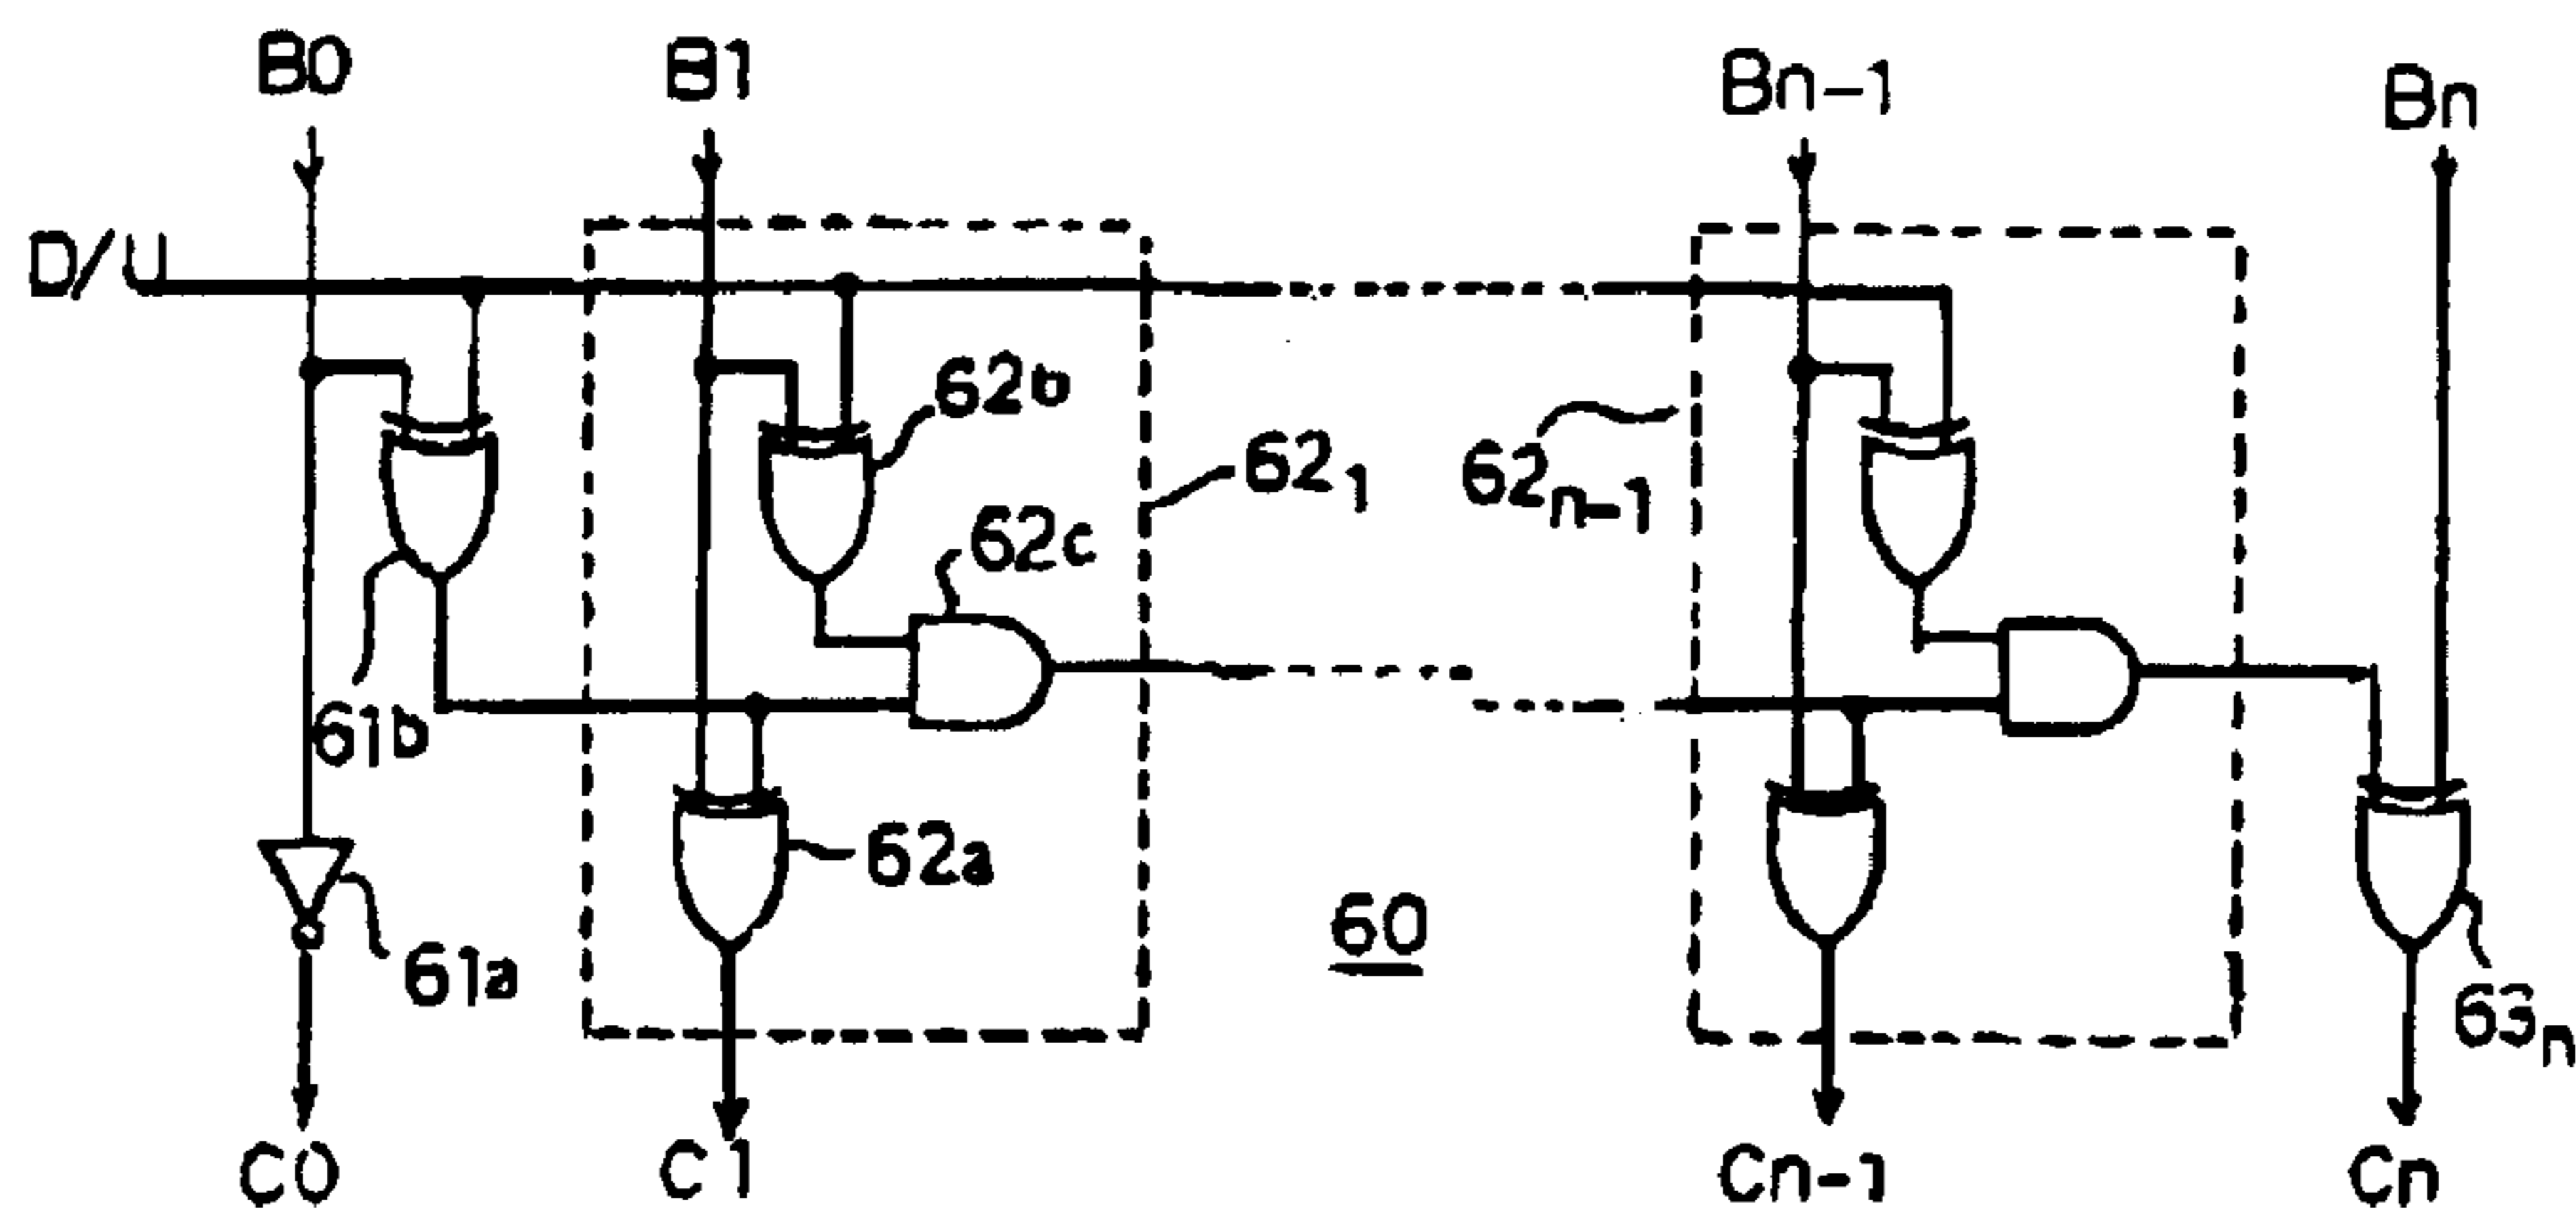 B0
B1
Bn-1
Bn
D/U
62b
62₁
62ₙ₋₁
62c
61b
62a
60
61a
63ₙ
C0
C1
Cn-1
Cn